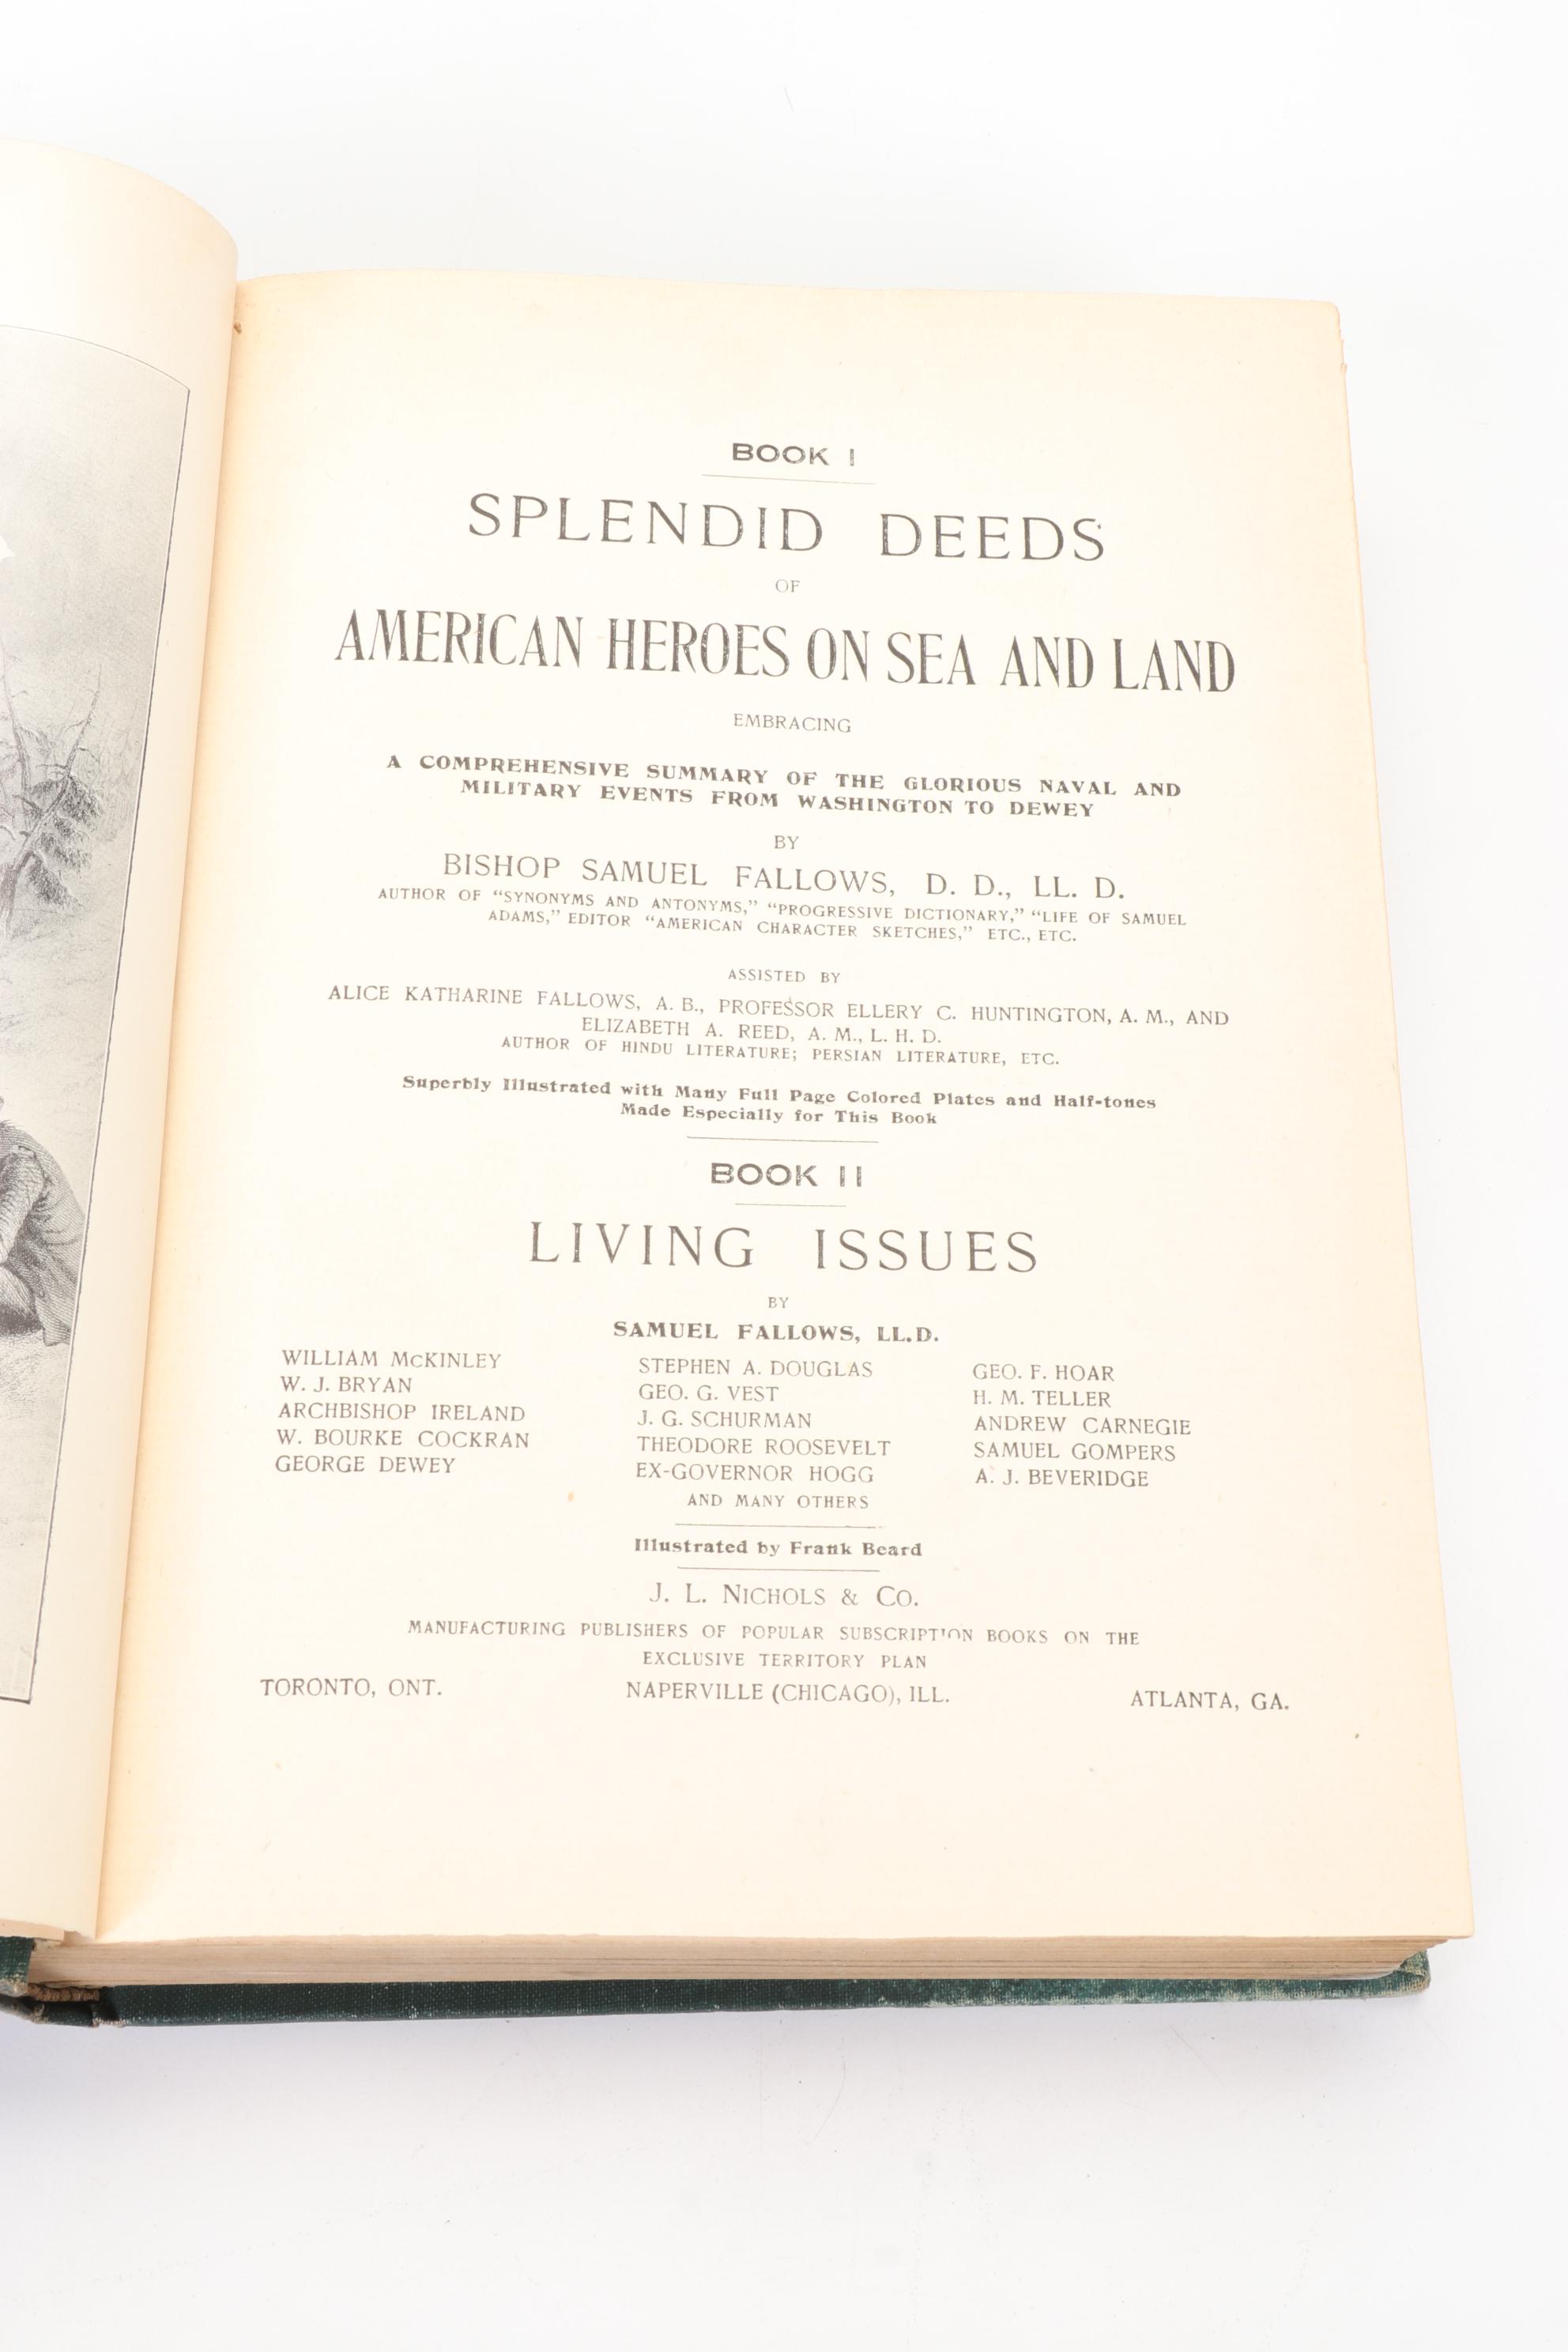 BOOK I
SPLENDID DEEDS
OF
AMERICAN HEROES ON SEA AND LAND
EMBRACING
A COMPREHENSIVE SUMMARY OF THE GLORIOUS NAVAL AND
MILITARY EVENTS FROM WASHINGTON TO DEWEY
BY
BISHOP SAMUEL FALLOWS, D. D., LL. D.
AUTHOR OF "SYNONYMS AND ANTONYMS," "PROGRESSIVE DICTIONARY," "LIFE OF SAMUEL
ADAMS," EDITOR "AMERICAN CHARACTER SKETCHES," ETC., ETC.
ASSISTED BY
ALICE KATHARINE FALLOWS, A. B., PROFESSOR ELLERY C. HUNTINGTON, A. M., AND
ELIZABETH A. REED, A. M., L. H. D.
AUTHOR OF HINDU LITERATURE; PERSIAN LITERATURE, ETC.
Superbly Illustrated with Many Full Page Colored Plates and Half-tones
Made Especially for This Book
BOOK II
LIVING ISSUES
BY
SAMUEL FALLOWS, LL.D.
WILLIAM McKINLEY
W. J. BRYAN
ARCHBISHOP IRELAND
W. BOURKE COCKRAN
GEORGE DEWEY
STEPHEN A. DOUGLAS
GEO. G. VEST
J. G. SCHURMAN
THEODORE ROOSEVELT
EX-GOVERNOR HOGG
GEO. F. HOAR
H. M. TELLER
ANDREW CARNEGIE
SAMUEL GOMPERS
A. J. BEVERIDGE
AND MANY OTHERS
Illustrated by Frank Beard
J. L. NICHOLS & CO.
MANUFACTURING PUBLISHERS OF POPULAR SUBSCRIPTION BOOKS ON THE
EXCLUSIVE TERRITORY PLAN
TORONTO, ONT. NAPERVILLE (CHICAGO), ILL. ATLANTA, GA.